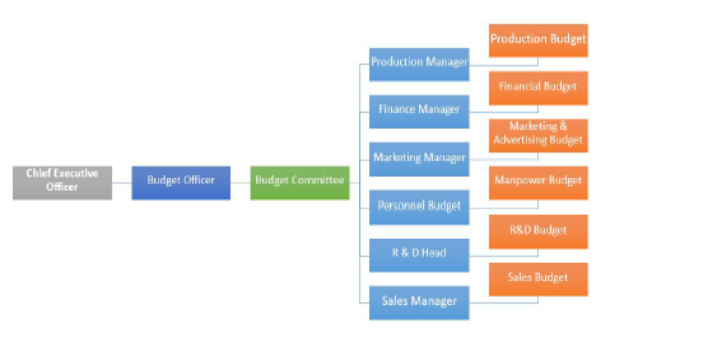 Chief Executive
Officer
Budget Officer
Budget Committee
Production Manager
Finance Manager
Marketing Manager
Personnel Budget
R & D Head
Sales Manager
Production Budget
Financial Budget
Marketing &
Advertising Budget
Manpower Budget
R&D Budget
Sales Budget